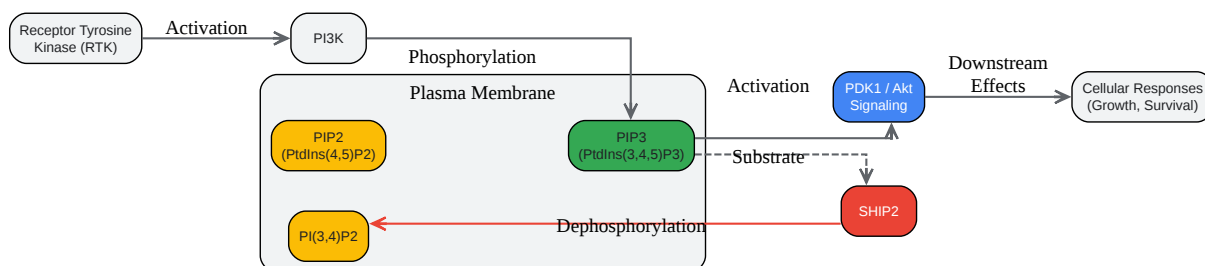 Receptor Tyrosine
Kinase (RTK)
Activation
PI3K
Phosphorylation
Plasma Membrane
PIP2
(PtdIns(4,5)P2)
PIP3
(PtdIns(3,4,5)P3)
Activation
PDK1 / Akt
Signaling
Downstream
Effects
Cellular Responses
(Growth, Survival)
Substrate
SHIP2
Dephosphorylation
PI(3,4)P2